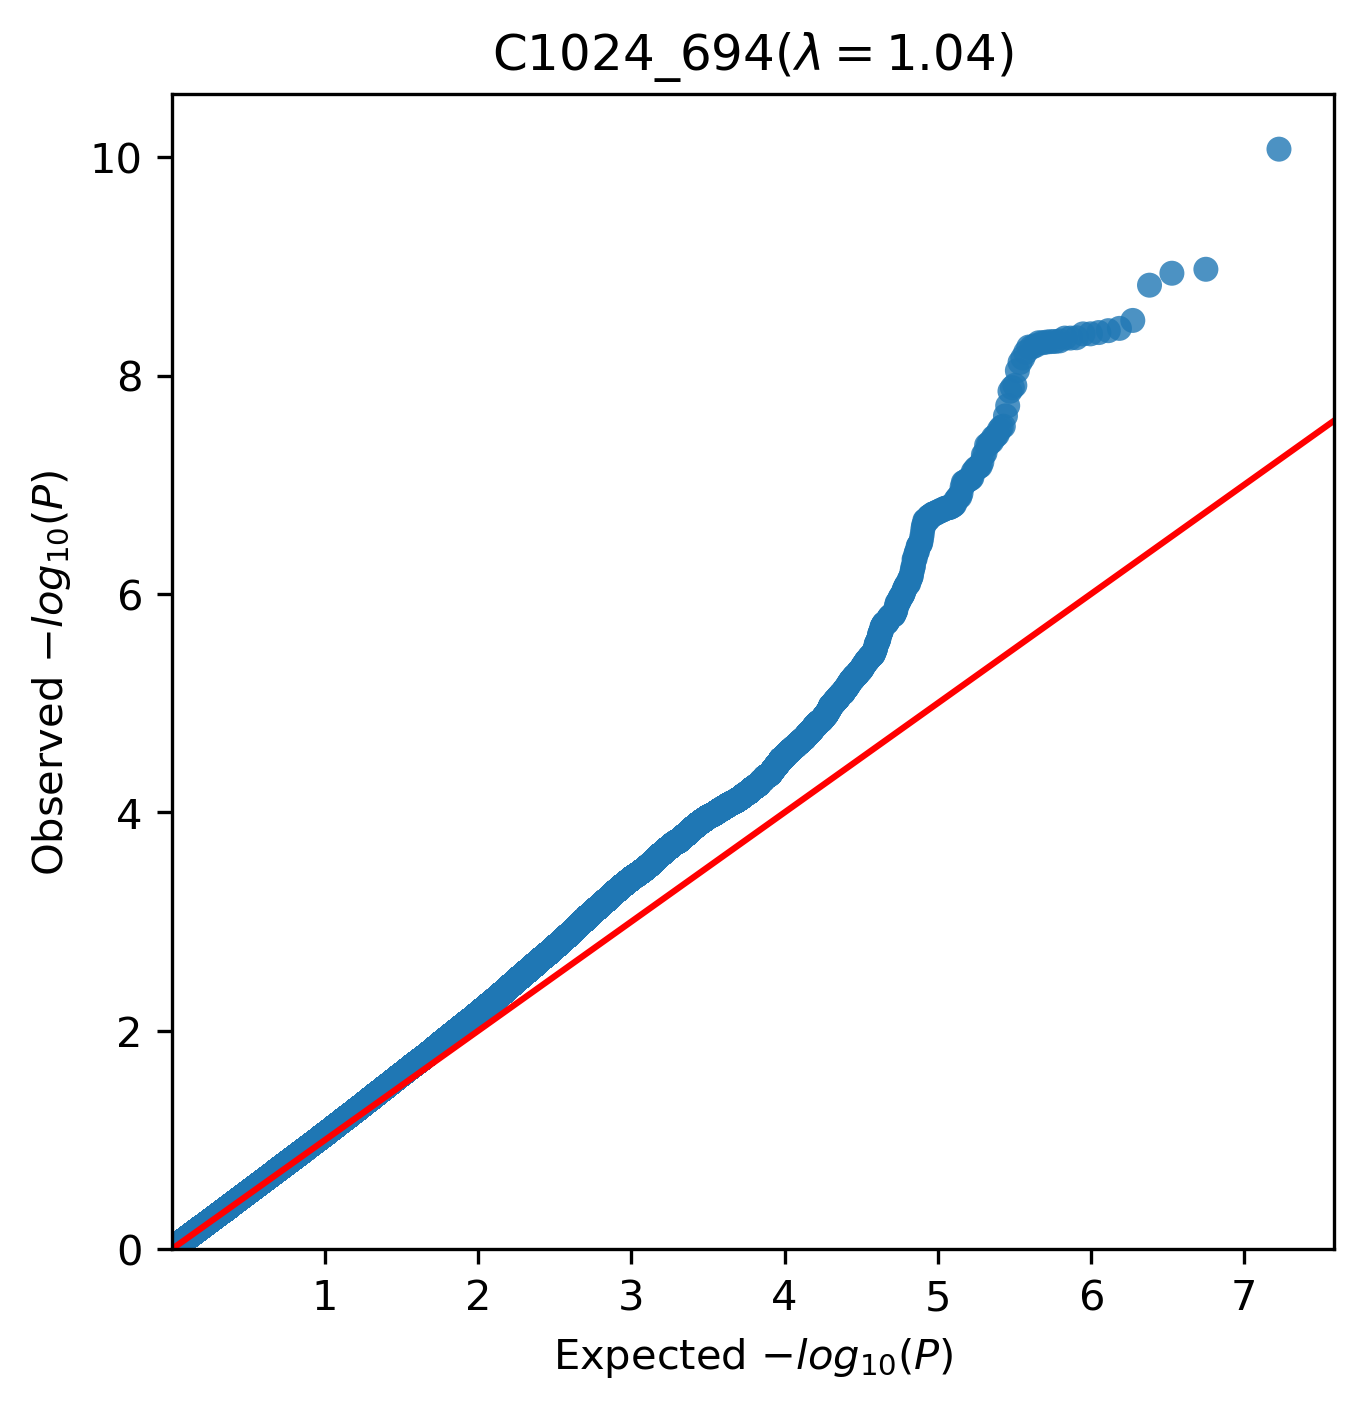 C1024_694(λ = 1.04)
10
8
6
4
2
0
Observed −log₁₀(P)
1 2 3 4 5 6 7
Expected −log₁₀(P)